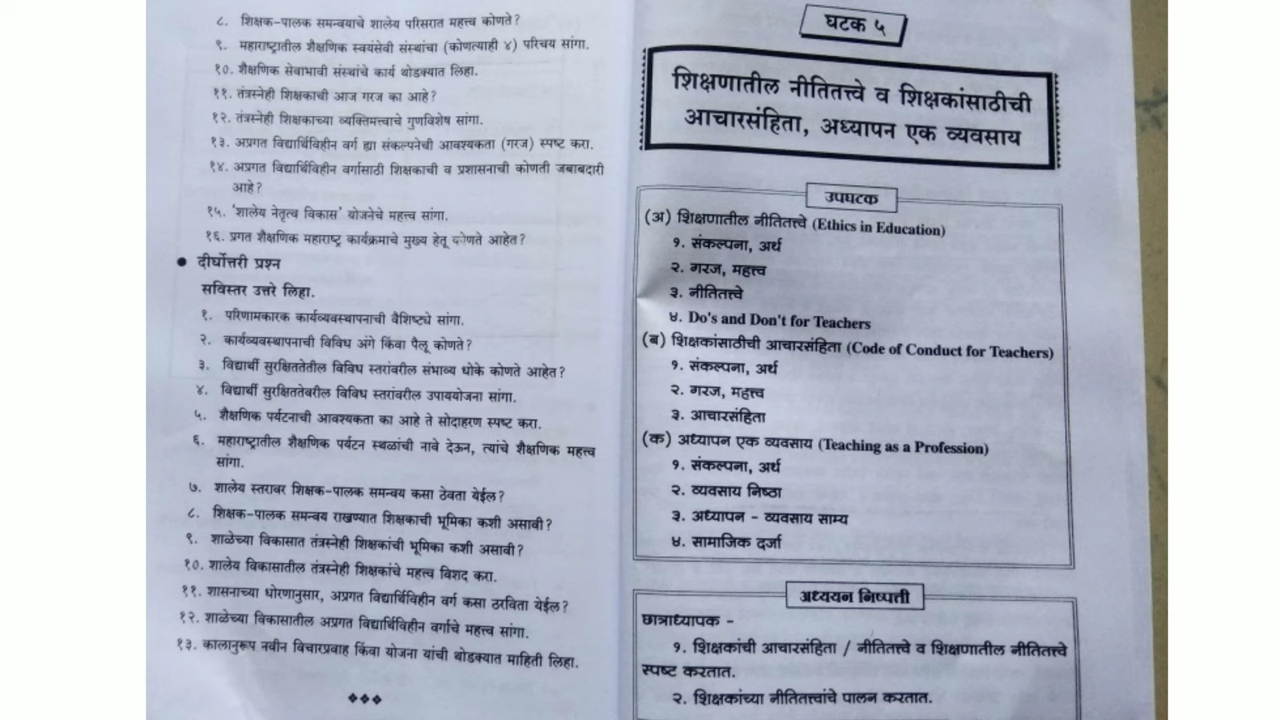 ८. शिक्षक-पालक समन्वयाचे शालेय परिसरात महत्त्व कोणते?
९. महाराष्ट्रातील शैक्षणिक स्वयंसेवी संस्थांचा (कोणत्याही ४) परिचय सांगा.
१०. शैक्षणिक सेवाभावी संस्थांचे कार्य थोडक्यात लिहा.
११. तंत्रस्नेही शिक्षकाची आज गरज का आहे?
१२. तंत्रस्नेही शिक्षकाच्या व्यक्तिमत्त्वाचे गुणविशेष सांगा.
१३. अप्रगत विद्यार्थिविहीन वर्ग ह्या संकल्पनेची आवश्यकता (गरज) स्पष्ट करा.
१४. अप्रगत विद्यार्थिविहीन वर्गासाठी शिक्षकाची व प्रशासनाची कोणती जबाबदारी
आहे?
१५. 'शालेय नेतृत्व विकास' योजनेचे महत्त्व सांगा.
१६. प्रगत शैक्षणिक महाराष्ट्र कार्यक्रमाचे मुख्य हेतू कोणते आहेत?
● दीर्घोत्तरी प्रश्न
सविस्तर उत्तरे लिहा.
१. परिणामकारक कार्यव्यवस्थापनाची वैशिष्ट्ये सांगा.
२. कार्यव्यवस्थापनाची विविध अंगे किंवा पैलू कोणते?
३. विद्यार्थी सुरक्षिततेतील विविध स्तरांवरील संभाव्य धोके कोणते आहेत?
४. विद्यार्थी सुरक्षिततेवरील विविध स्तरांवरील उपाययोजना सांगा.
५. शैक्षणिक पर्यटनाची आवश्यकता का आहे ते सोदाहरण स्पष्ट करा.
६. महाराष्ट्रातील शैक्षणिक पर्यटन स्थळांची नावे देऊन, त्यांचे शैक्षणिक महत्त्व
सांगा.
७. शालेय स्तरावर शिक्षक-पालक समन्वय कसा ठेवता येईल?
८. शिक्षक-पालक समन्वय राखण्यात शिक्षकाची भूमिका कशी असावी?
९. शाळेच्या विकासात तंत्रस्नेही शिक्षकांची भूमिका कशी असावी?
१०. शालेय विकासातील तंत्रस्नेही शिक्षकांचे महत्त्व विशद करा.
११. शासनाच्या धोरणानुसार, अप्रगत विद्यार्थिविहीन वर्ग कसा ठरविता येईल?
१२. शाळेच्या विकासातील अप्रगत विद्यार्थिविहीन वर्गाचे महत्त्व सांगा.
१३. कालानुरूप नवीन विचारप्रवाह किंवा योजना यांची थोडक्यात माहिती लिहा.
घटक ५
शिक्षणातील नीतितत्त्वे व शिक्षकांसाठीची
आचारसंहिता, अध्यापन एक व्यवसाय
उपघटक
(अ) शिक्षणातील नीतितत्त्वे (Ethics in Education)
१. संकल्पना, अर्थ
२. गरज, महत्त्व
३. नीतितत्त्वे
४. Do's and Don't for Teachers
(ब) शिक्षकांसाठीची आचारसंहिता (Code of Conduct for Teachers)
१. संकल्पना, अर्थ
२. गरज, महत्त्व
३. आचारसंहिता
(क) अध्यापन एक व्यवसाय (Teaching as a Profession)
१. संकल्पना, अर्थ
२. व्यवसाय निष्ठा
३. अध्यापन - व्यवसाय साम्य
४. सामाजिक दर्जा
अध्ययन निष्पत्ती
छात्राध्यापक -
१. शिक्षकांची आचारसंहिता / नीतितत्त्वे व शिक्षणातील नीतितत्त्वे
स्पष्ट करतात.
२. शिक्षकांच्या नीतितत्त्वांचे पालन करतात.